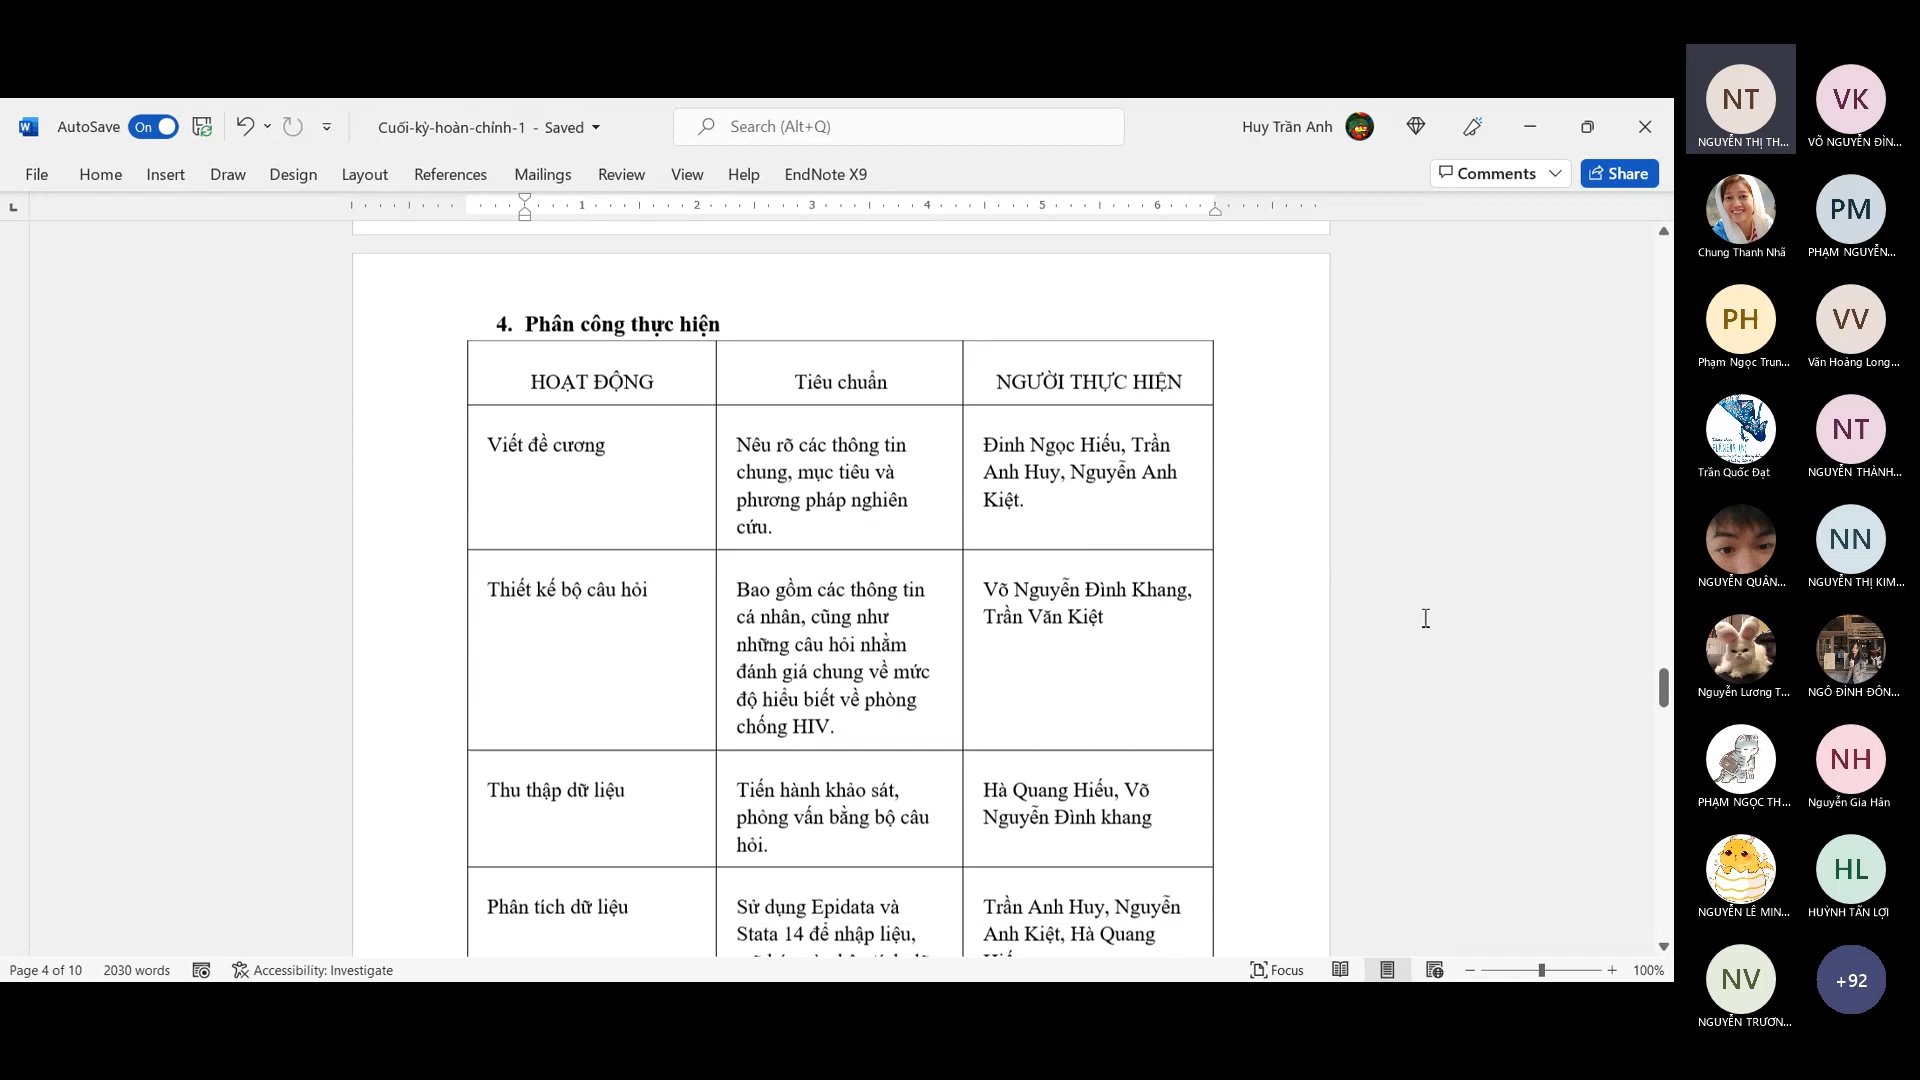 AutoSave On
Cuối-kỳ-hoàn-chỉnh-1 - Saved
Search (Alt+Q)
Huy Trần Anh
File Home Insert Draw Design Layout References Mailings Review View Help EndNote X9
Comments
Share
1 2 3 4 5 6
4. Phân công thực hiện
HOẠT ĐỘNG
Tiêu chuẩn
NGƯỜI THỰC HIỆN
Viết đề cương
Nêu rõ các thông tin
chung, mục tiêu và
phương pháp nghiên
cứu.
Đinh Ngọc Hiếu, Trần
Anh Huy, Nguyễn Anh
Kiệt.
Thiết kế bộ câu hỏi
Bao gồm các thông tin
cá nhân, cũng như
những câu hỏi nhằm
đánh giá chung về mức
độ hiểu biết về phòng
chống HIV.
Võ Nguyễn Đình Khang,
Trần Văn Kiệt
Thu thập dữ liệu
Tiến hành khảo sát,
phỏng vấn bằng bộ câu
hỏi.
Hà Quang Hiếu, Võ
Nguyễn Đình khang
Phân tích dữ liệu
Sử dụng Epidata và
Stata 14 để nhập liệu,
Trần Anh Huy, Nguyễn
Anh Kiệt, Hà Quang
Page 4 of 10
2030 words
Accessibility: Investigate
Focus
100%
NT
NGUYỄN THỊ TH...
VK
VÕ NGUYỄN ĐÌN...
Chung Thanh Nhã
PM
PHẠM NGUYỄN...
PH
Phạm Ngọc Trun...
VV
Văn Hoàng Long...
Trần Quốc Đạt
NT
NGUYỄN THÀNH...
NGUYỄN QUÂN...
NN
NGUYỄN THỊ KIM...
Nguyễn Lương T...
NGÔ ĐÌNH ĐÔN...
PHẠM NGỌC TH...
NH
Nguyễn Gia Hân
NGUYỄN LÊ MIN...
HL
HUỲNH TẤN LỢI
NV
NGUYỄN TRƯƠN...
+92